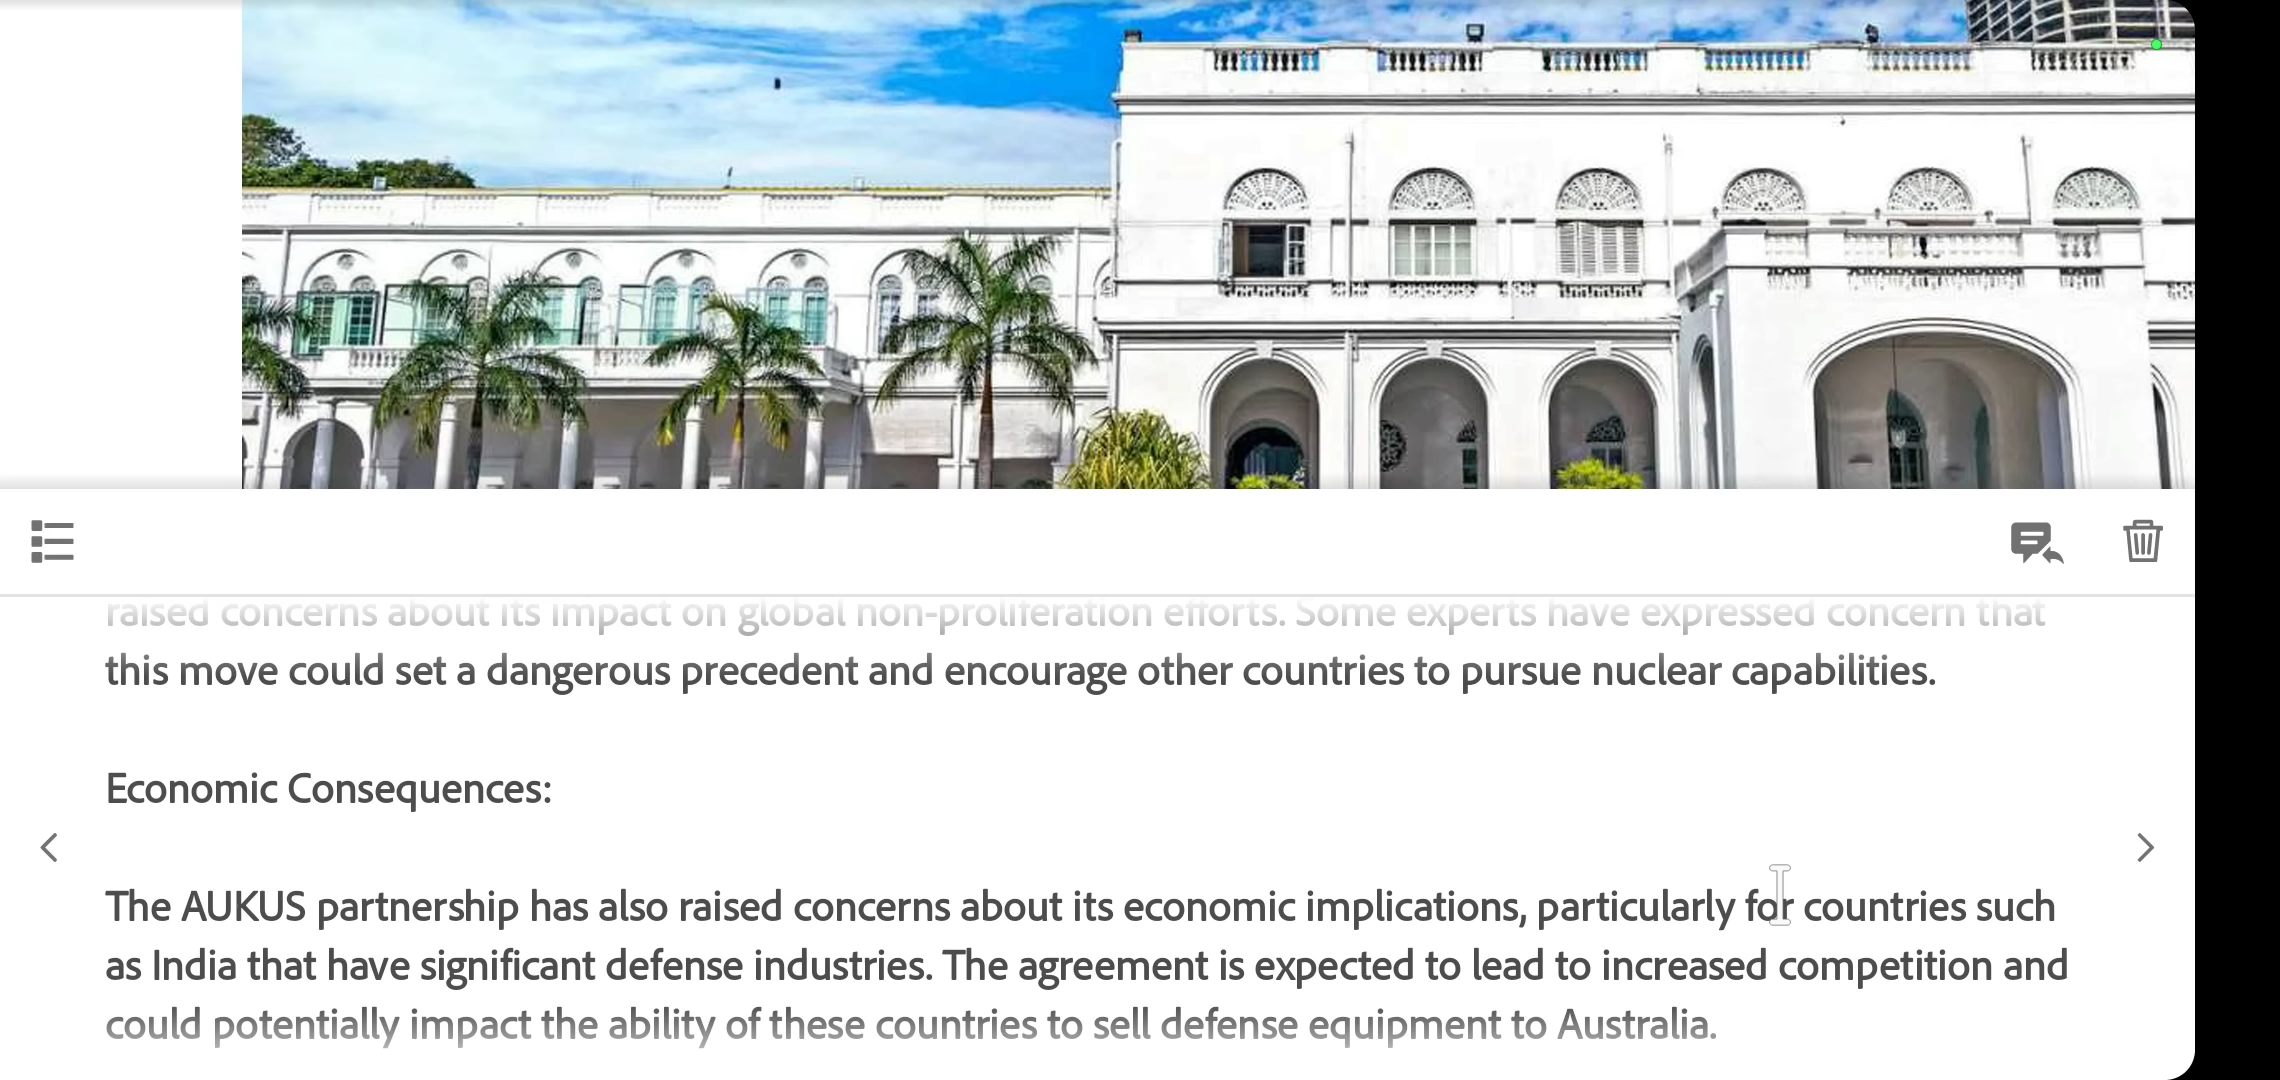 raised concerns about its impact on global non-proliferation efforts. Some experts have expressed concern that
this move could set a dangerous precedent and encourage other countries to pursue nuclear capabilities.
Economic Consequences:
The AUKUS partnership has also raised concerns about its economic implications, particularly for countries such
as India that have significant defense industries. The agreement is expected to lead to increased competition and
could potentially impact the ability of these countries to sell defense equipment to Australia.